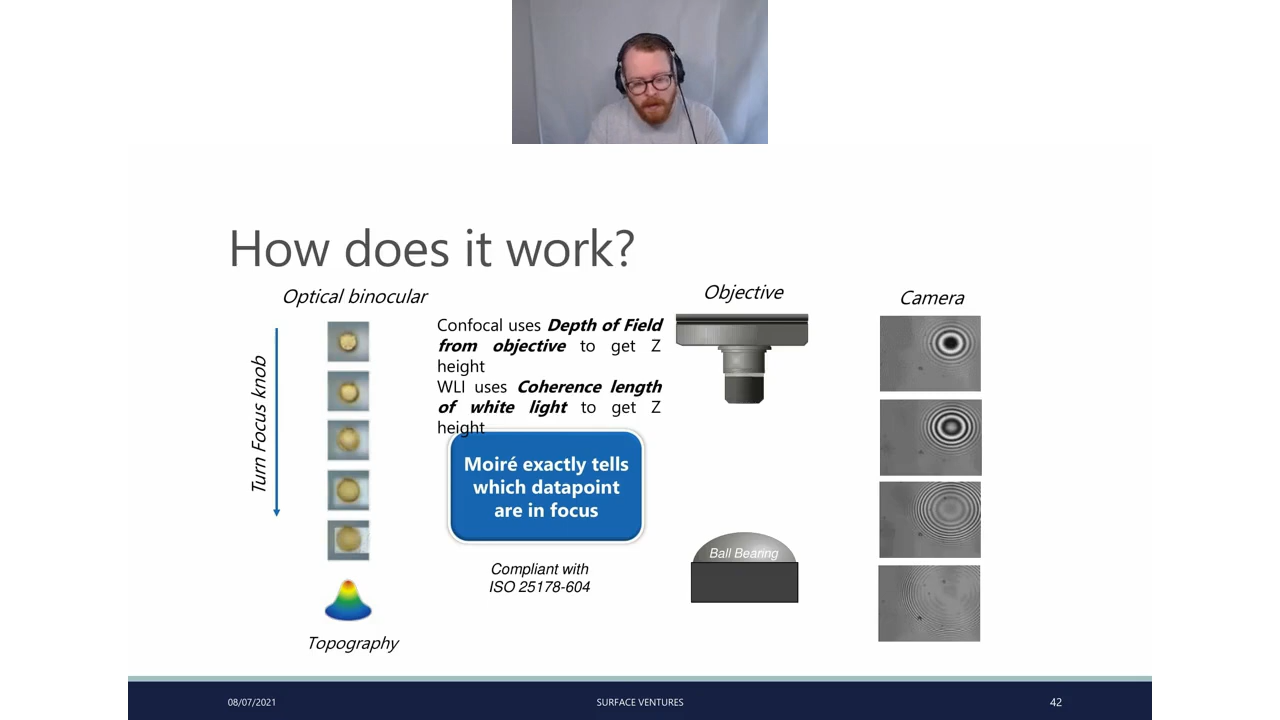 How does it work?
Optical binocular
Turn Focus knob
Topography
Confocal uses Depth of Field
from objective to get Z
height
WLI uses Coherence length
of white light to get Z
height
Moiré exactly tells
which datapoint
are in focus
Compliant with
ISO 25178-604
Objective
Ball Bearing
Camera
08/07/2021
SURFACE VENTURES
42